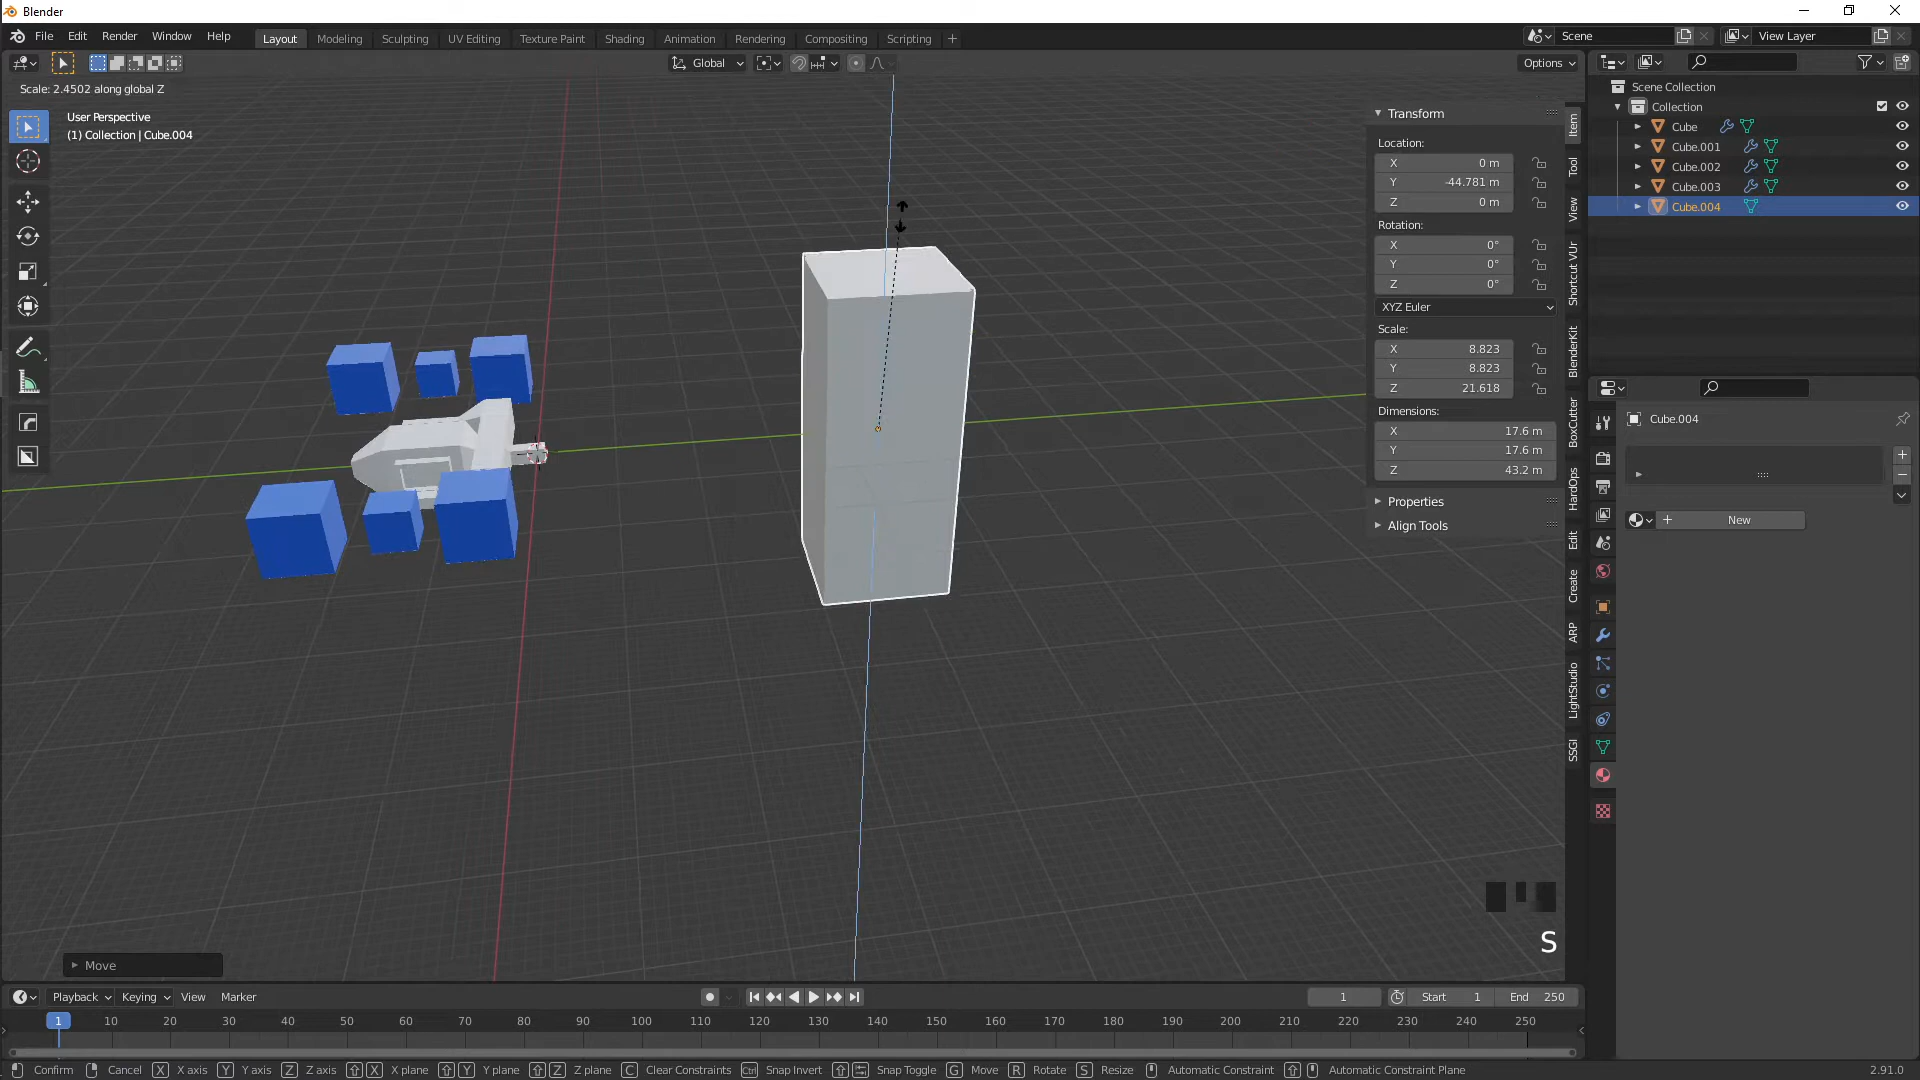 Blender
File Edit Render Window Help
Layout Modeling Sculpting UV Editing Texture Paint Shading Animation Rendering Compositing Scripting +
Scene
View Layer
Global
Options
Scale: 2.4502 along global Z
User Perspective
(1) Collection | Cube.004
Transform
Location:
X 0 m
Y -44.781 m
Z 0 m
Rotation:
X 0°
Y 0°
Z 0°
XYZ Euler
Scale:
X 8.823
Y 8.823
Z 21.618
Dimensions:
X 17.6 m
Y 17.6 m
Z 43.2 m
Properties
Align Tools
Item
Tool
View
Shortcut VUr
BlenderKit
BoxCutter
HardOps
Edit
Create
ARP
LightStudio
SSGI
Scene Collection
Collection
Cube
Cube.001
Cube.002
Cube.003
Cube.004
Cube.004
New
S
Move
Playback Keying View Marker
1
Start 1 End 250
1 10 20 30 40 50 60 70 80 90 100 110 120 130 140 150 160 170 180 190 200 210 220 230 240 250
Confirm Cancel X X axis Y Y axis Z Z axis X X plane Y Y plane Z Z plane C Clear Constraints Ctrl Snap Invert Snap Toggle G Move R Rotate S Resize Automatic Constraint Automatic Constraint Plane
2.91.0